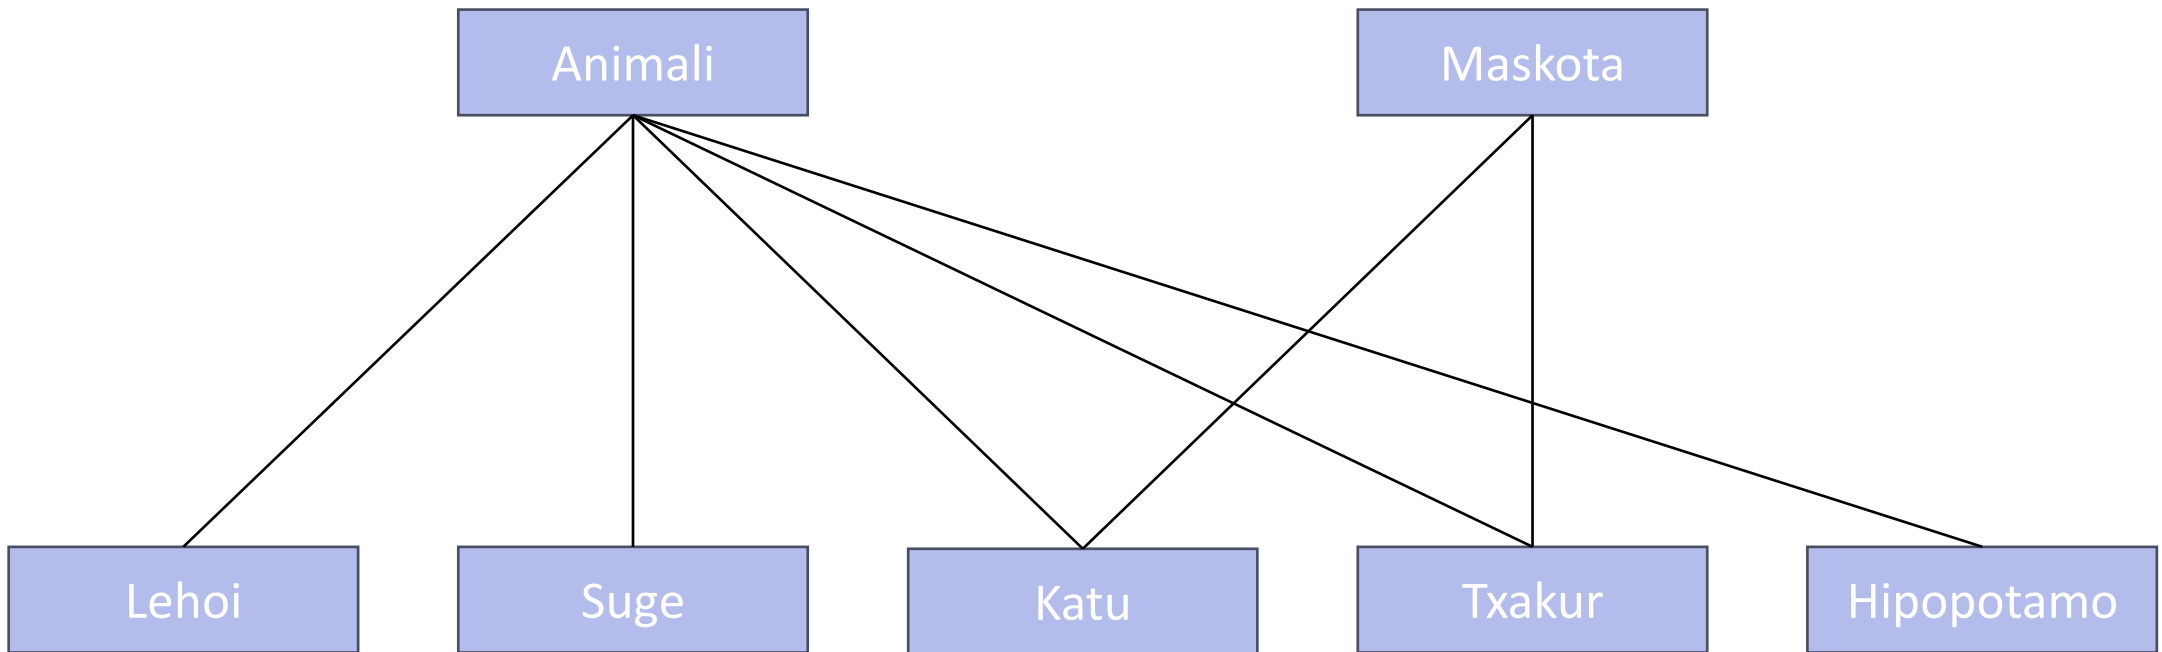 Animali
Maskota
Lehoi
Suge
Katu
Txakur
Hipopotamo